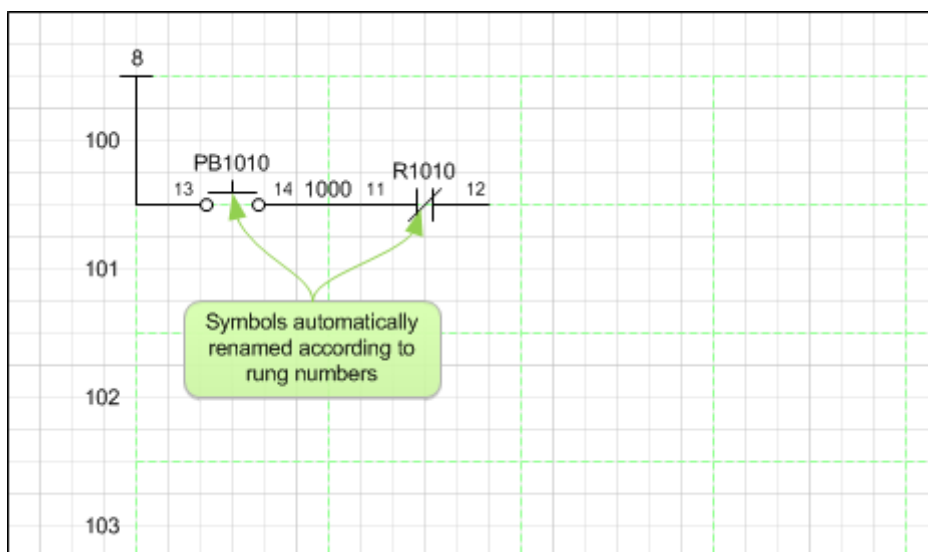 8
100
PB1010
R1010
13
14
1000
11
12
101
Symbols automatically
renamed according to
rung numbers
102
103